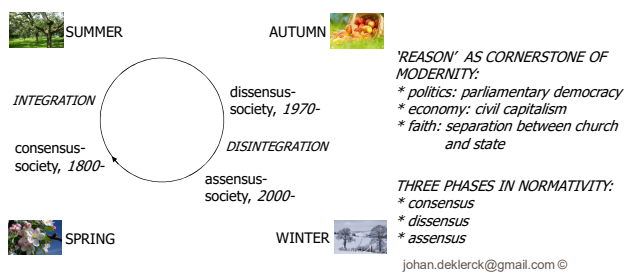 SUMMER
AUTUMN
INTEGRATION
dissensus-
society, 1970-
DISINTEGRATION
consensus-
society, 1800-
assensus-
society, 2000-
SPRING
WINTER
‘REASON’ AS CORNERSTONE OF
MODERNITY:
* politics: parliamentary democracy
* economy: civil capitalism
* faith: separation between church
and state
THREE PHASES IN NORMATIVITY:
* consensus
* dissensus
* assensus
johan.deklerck@gmail.com ©